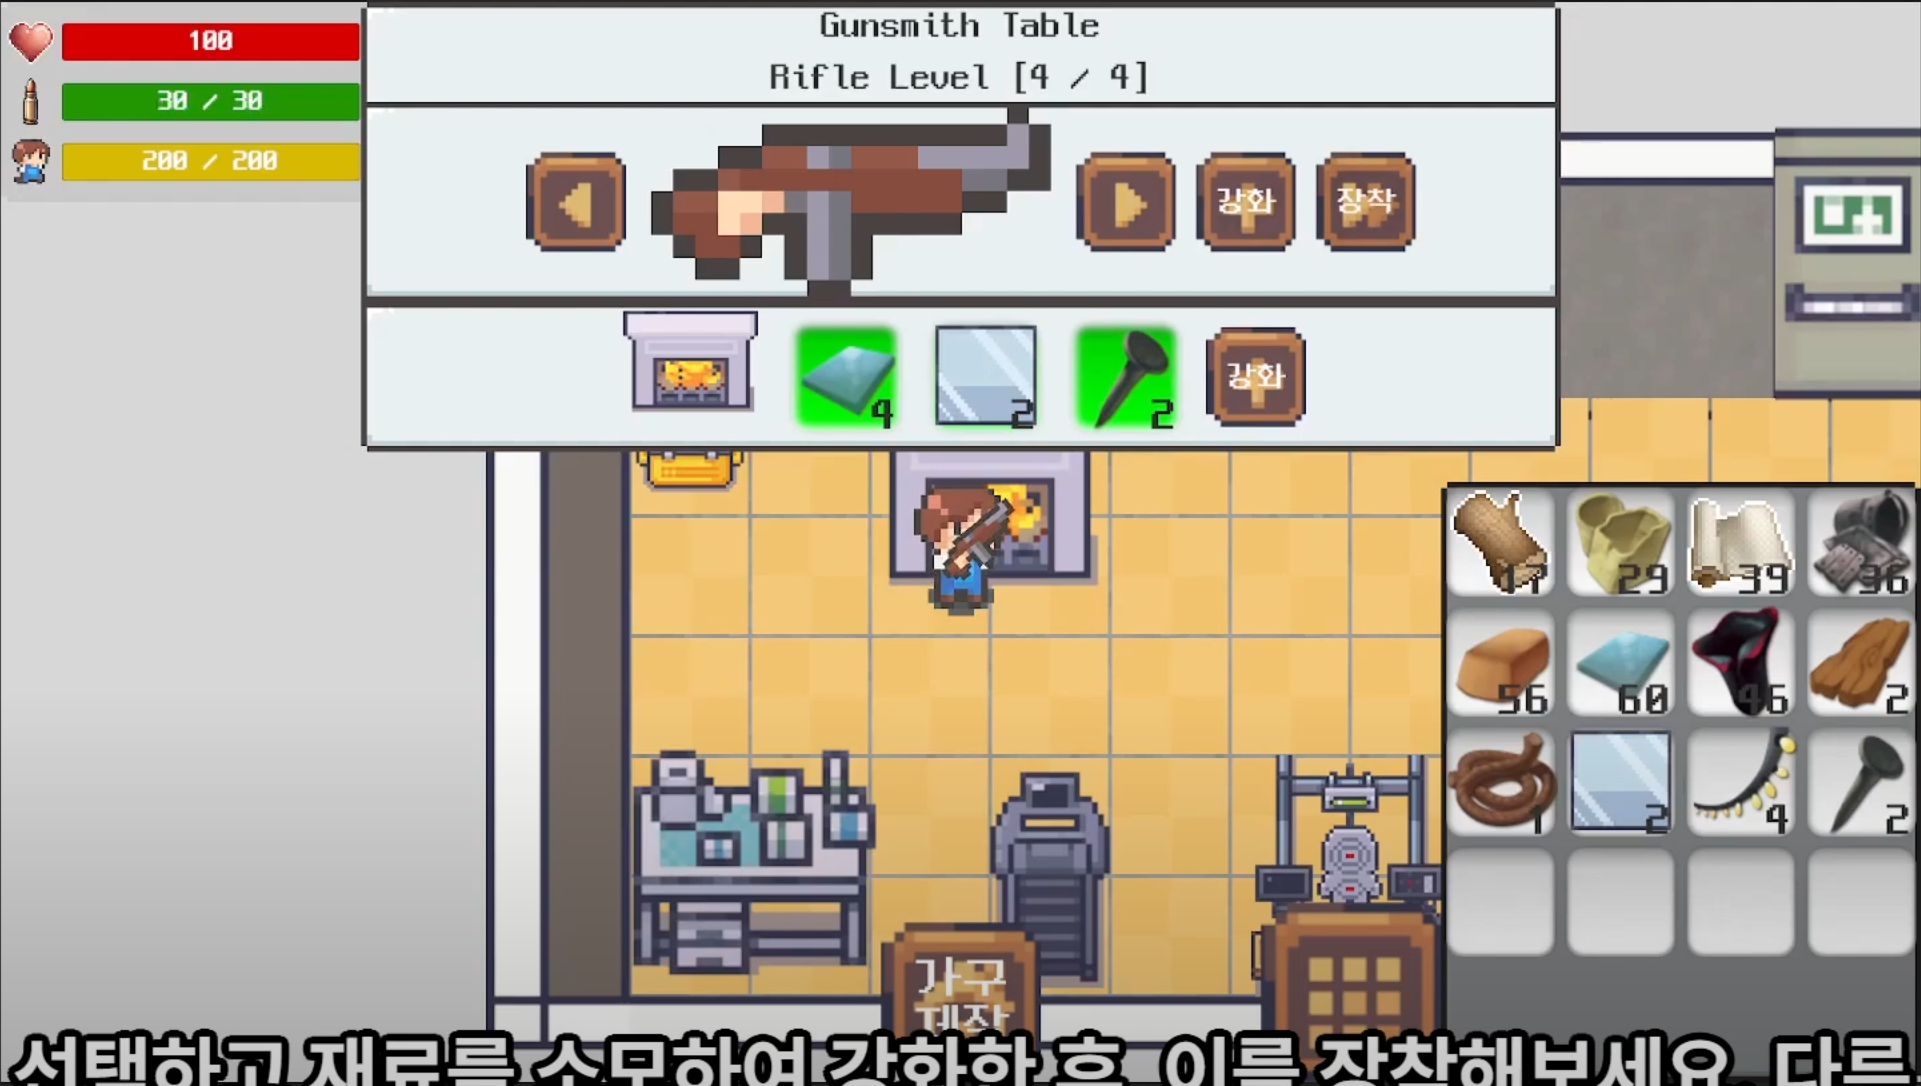 Gunsmith Table
Rifle Level [4 / 4]
100
30 / 30
200 / 200
강화
장착
4
2
2
강화
17
29
39
36
56
60
46
2
1
2
4
2
가구
제작
선택하고 재료를 소모하여 강화한 후, 이를 장착해보세요. 다른